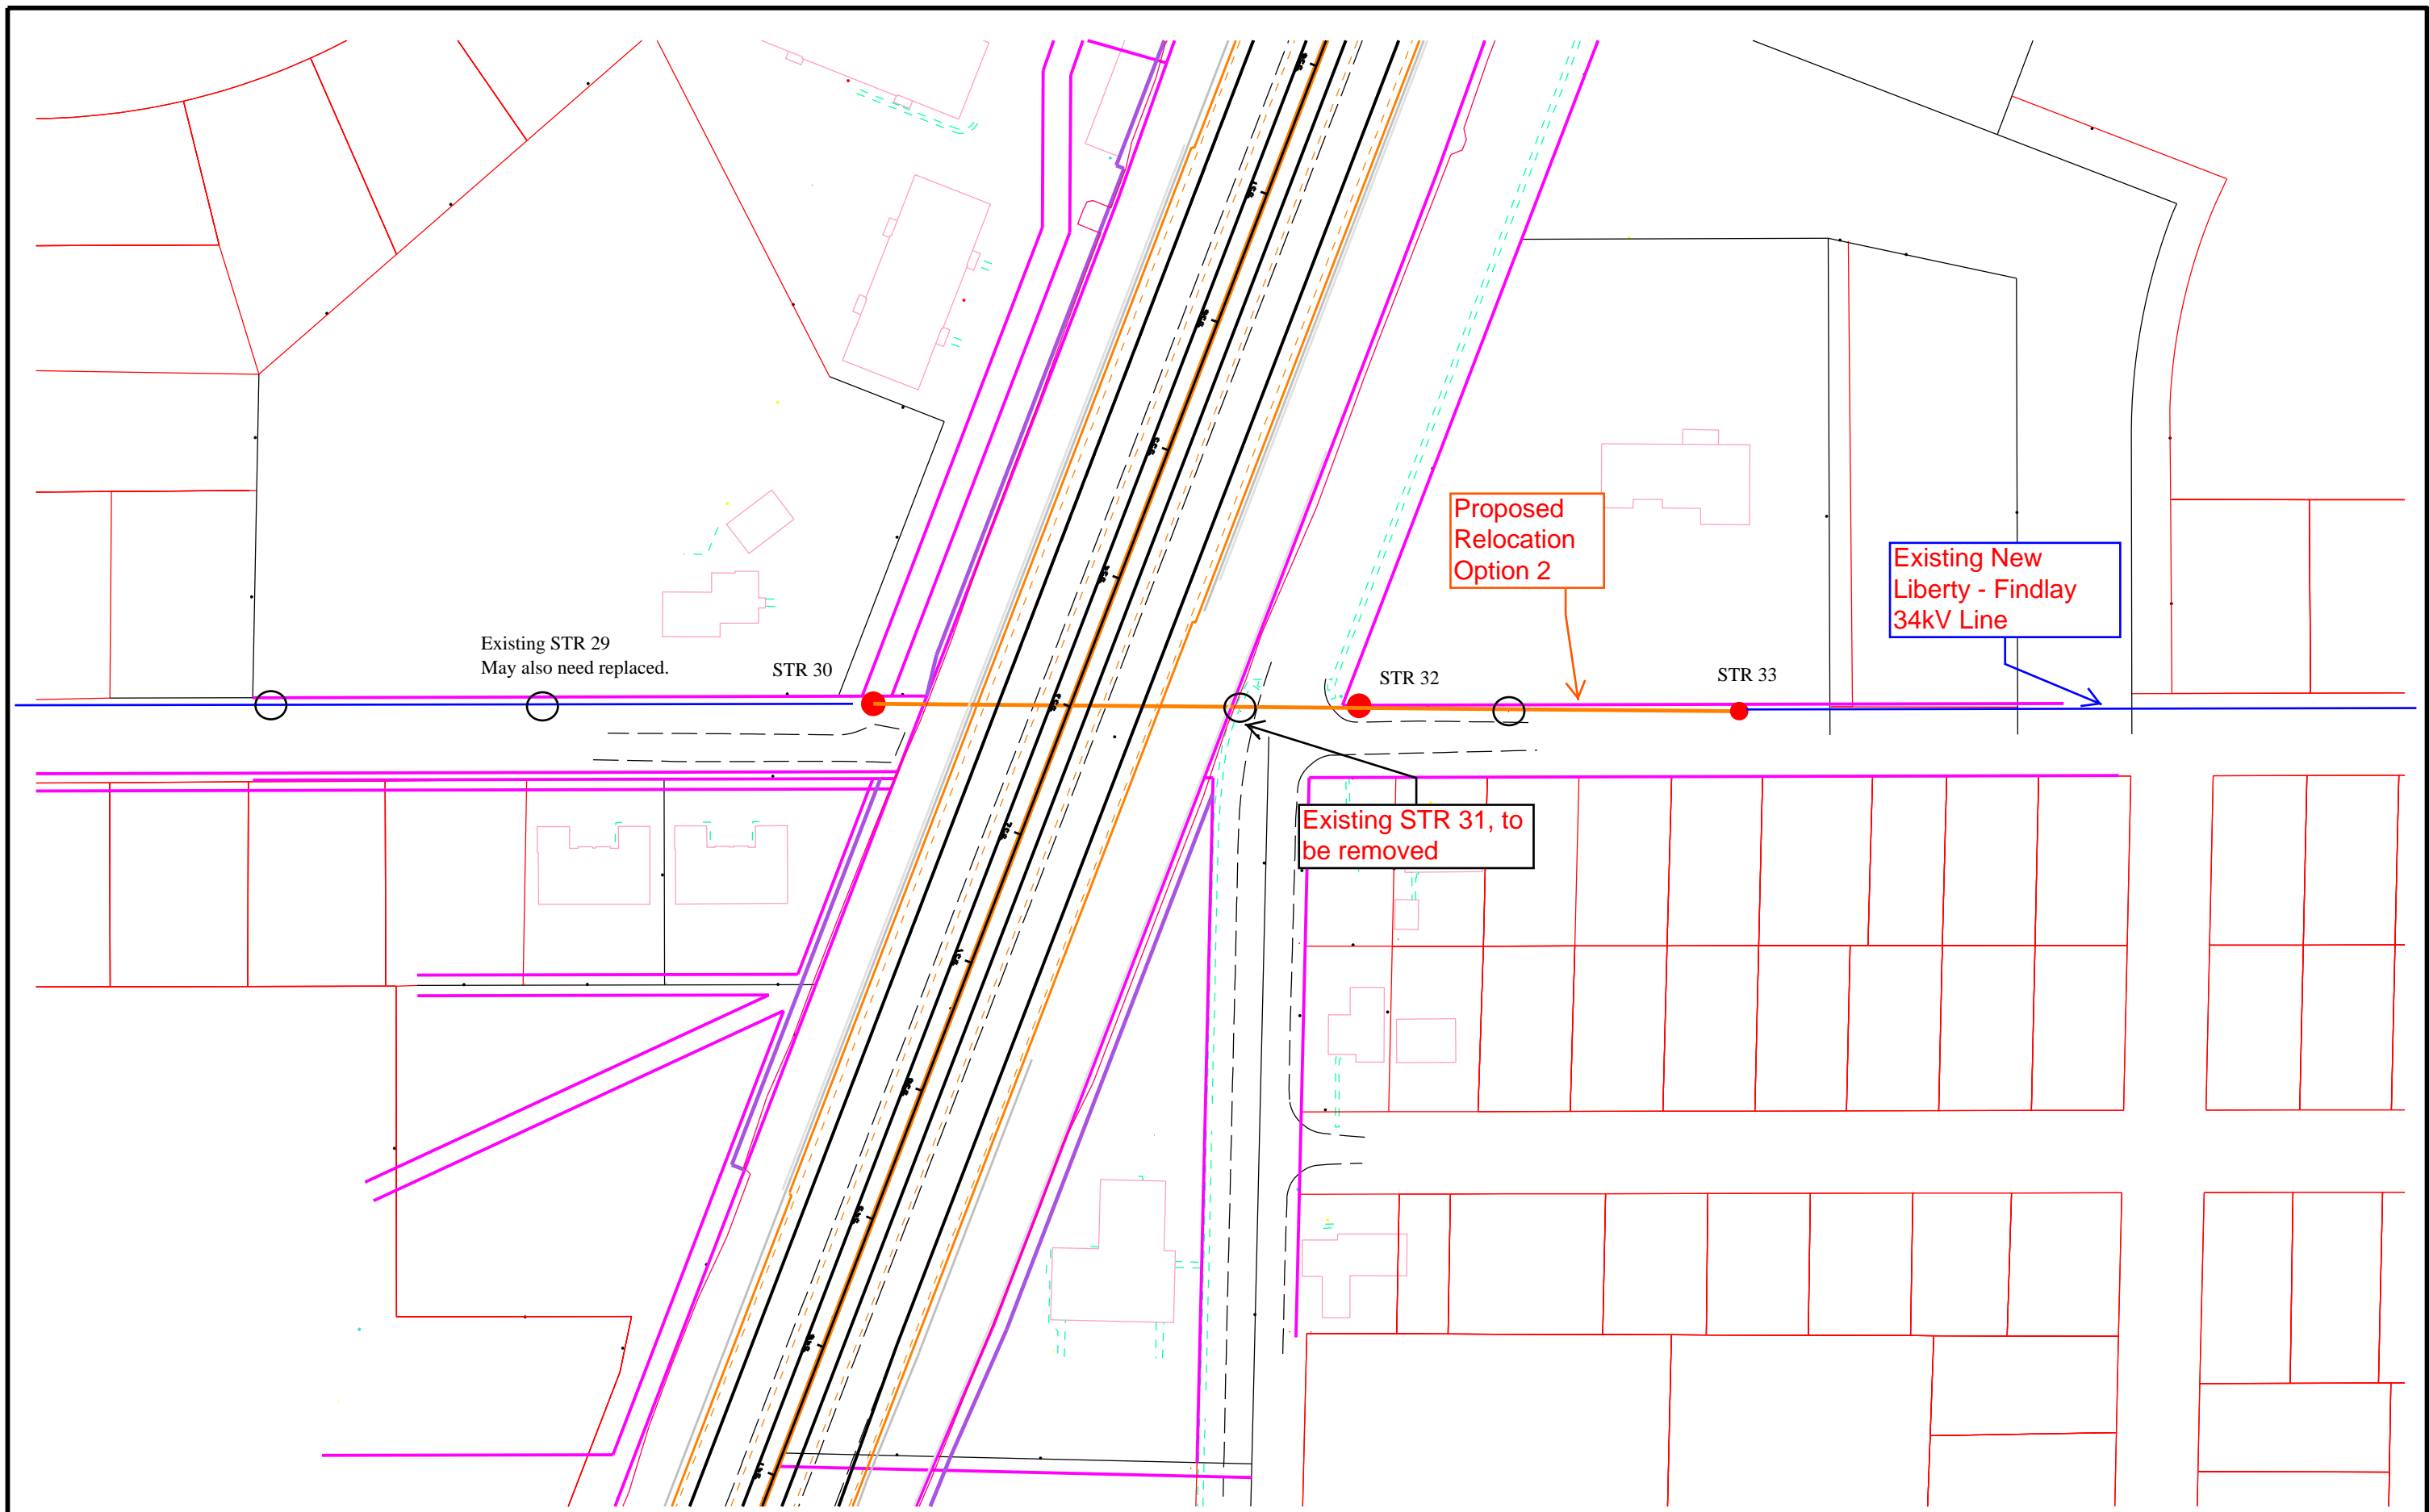 Proposed
Relocation
Option 2
Existing New
Liberty - Findlay
34kV Line
Existing STR 29
May also need replaced.
STR 30
STR 32
STR 33
Existing STR 31, to
be removed